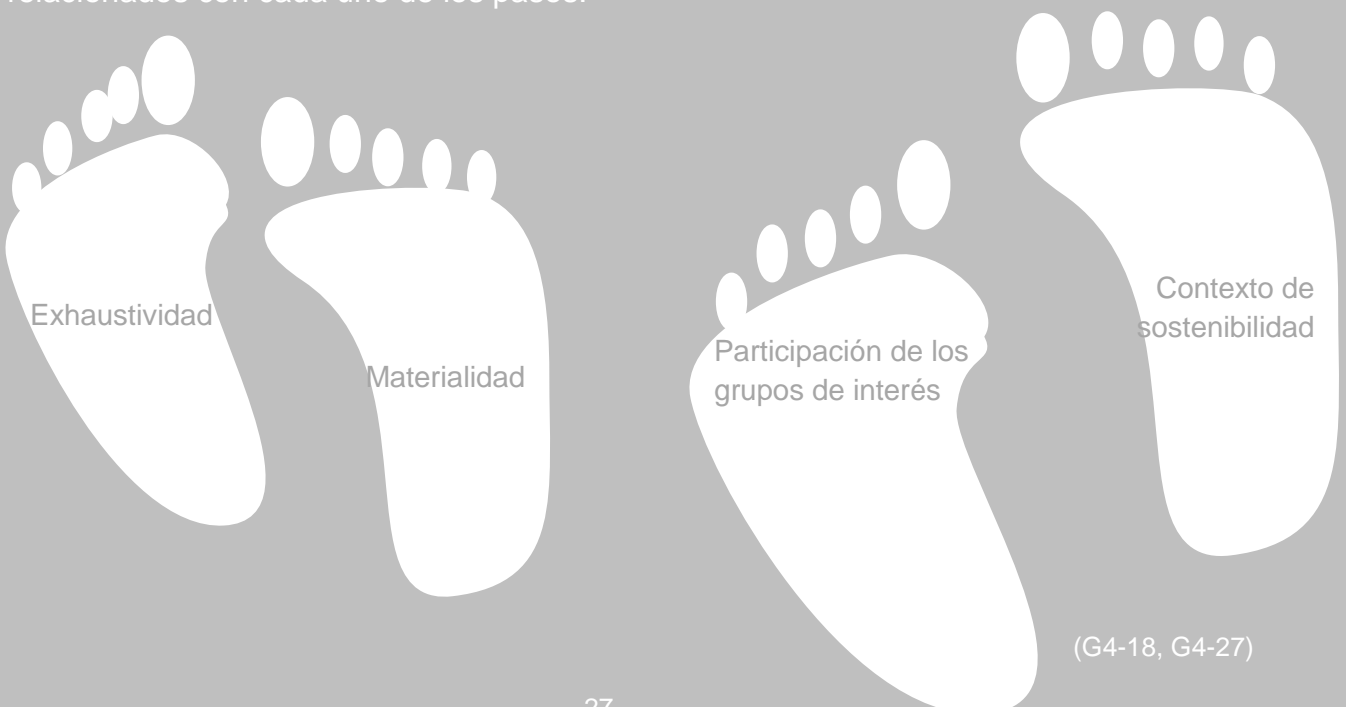 relacionados con cada uno de los pasos.
Exhaustividad
Materialidad
Participación de los
grupos de interés
Contexto de
sostenibilidad
(G4-18, G4-27)
27